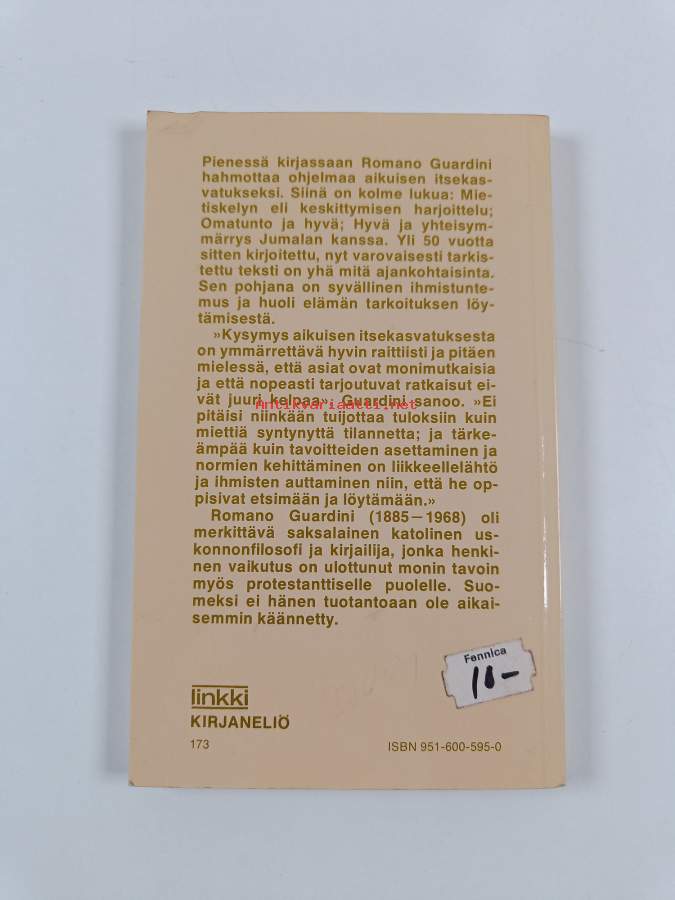 Pienessä kirjassaan Romano Guardini
hahmottaa ohjelmaa aikuisen itsekas-
vatukseksi. Siinä on kolme lukua: Mie-
tiskelyn eli keskittymisen harjoittelu;
Omatunto ja hyvä; Hyvä ja yhteisym-
märrys Jumalan kanssa. Yli 50 vuotta
sitten kirjoitettu, nyt varovaisesti tarkis-
tettu teksti on yhä mitä ajankohtaisinta.
Sen pohjana on syvällinen ihmistunte-
mus ja huoli elämän tarkoituksen löy-
tämisestä.
»Kysymys aikuisen itsekasvatuksesta
on ymmärrettävä hyvin raittiisti ja pitäen
mielessä, että asiat ovat monimutkaisia
ja että nopeasti tarjoutuvat ratkaisut ei-
vät juuri kelpaa», Guardini sanoo. »Ei
Antikvariaatti.net
pitäisi niinkään tuijottaa tuloksiin kuin
miettiä syntynyttä tilannetta; ja tärke-
ämpää kuin tavoitteiden asettaminen ja
normien kehittäminen on liikkeellelähtö
ja ihmisten auttaminen niin, että he op-
pisivat etsimään ja löytämään.»
Romano Guardini (1885—1968) oli
merkittävä saksalainen katolinen us-
konnonfilosofi ja kirjailija, jonka henki-
nen vaikutus on ulottunut monin tavoin
myös protestanttiselle puolelle. Suo-
meksi ei hänen tuotantoaan ole aikai-
semmin käännetty.
Fennica
10-
linkki
KIRJANELIÖ
173
ISBN 951-600-595-0